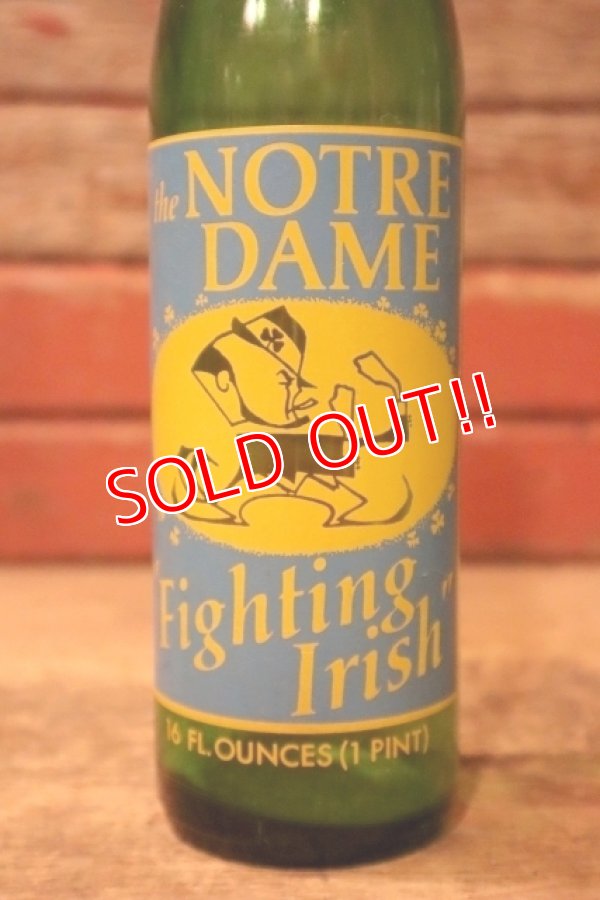 the NOTRE
DAME
SOLD OUT!!
"Fighting
Irish"
16 FL. OUNCES (1 PINT)